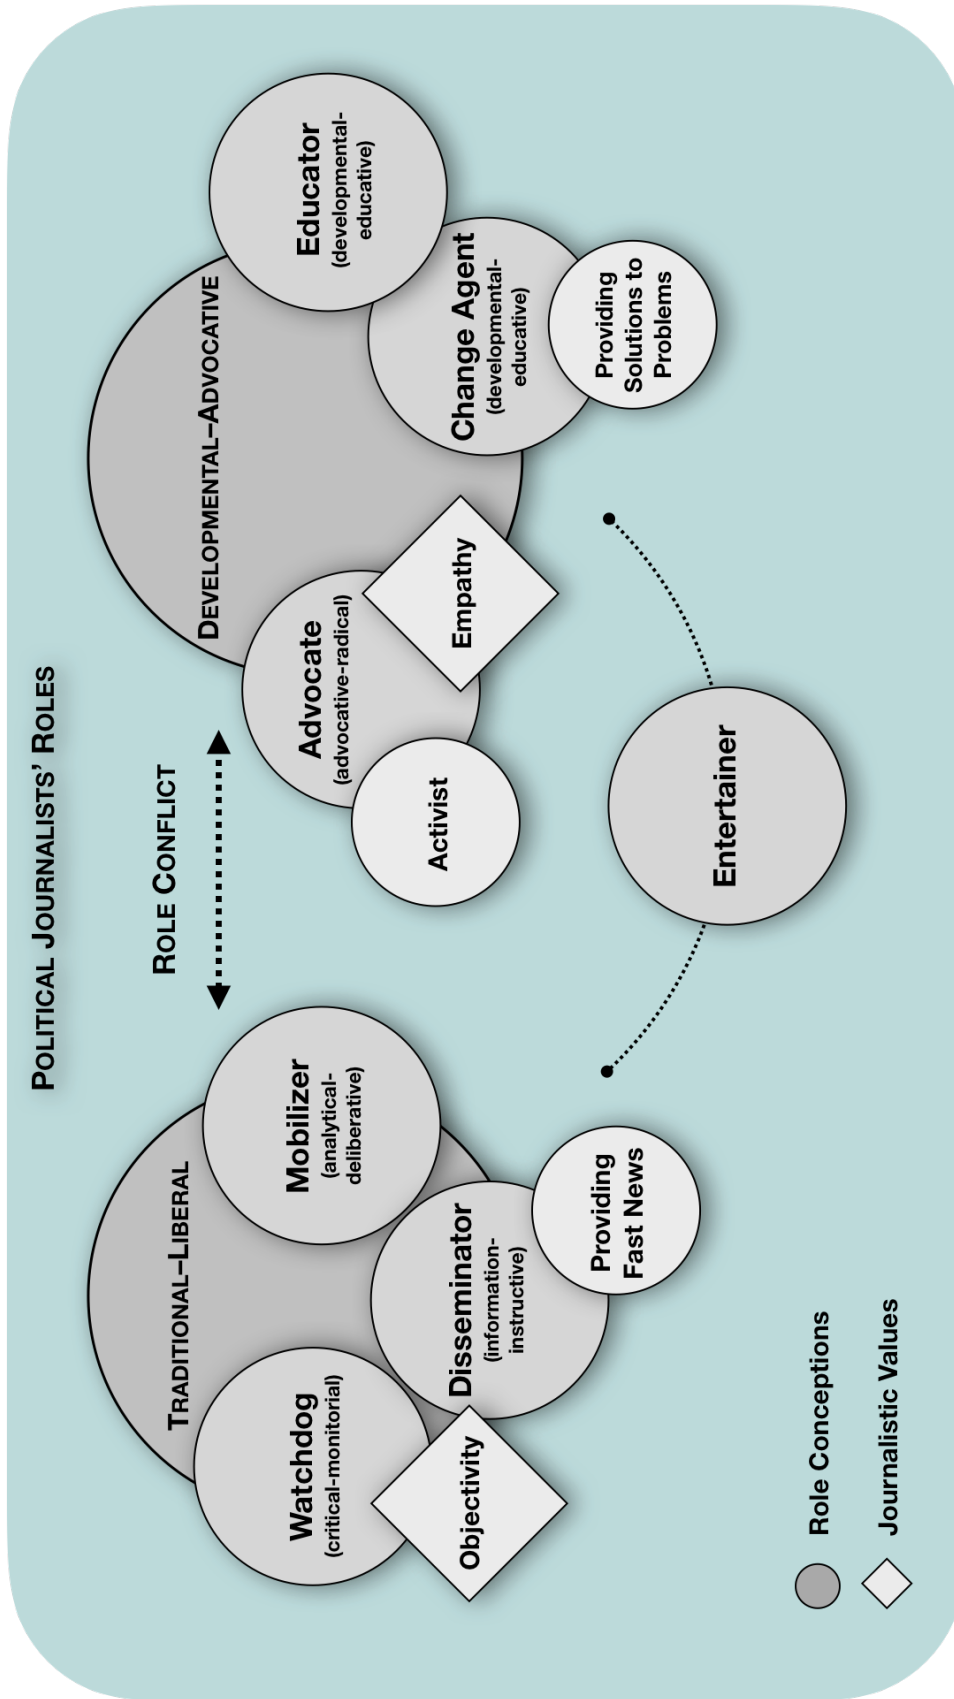 POLITICAL JOURNALISTS' ROLES
ROLE CONFLICT
TRADITIONAL–LIBERAL
Watchdog
(critical-monitorial)
Mobilizer
(analytical-
deliberative)
Disseminator
(information-
instructive)
Objectivity
Providing
Fast News
DEVELOPMENTAL–ADVOCATIVE
Advocate
(advocative-radical)
Activist
Empathy
Educator
(developmental-
educative)
Change Agent
(developmental-
educative)
Providing
Solutions to
Problems
Entertainer
Role Conceptions
Journalistic Values